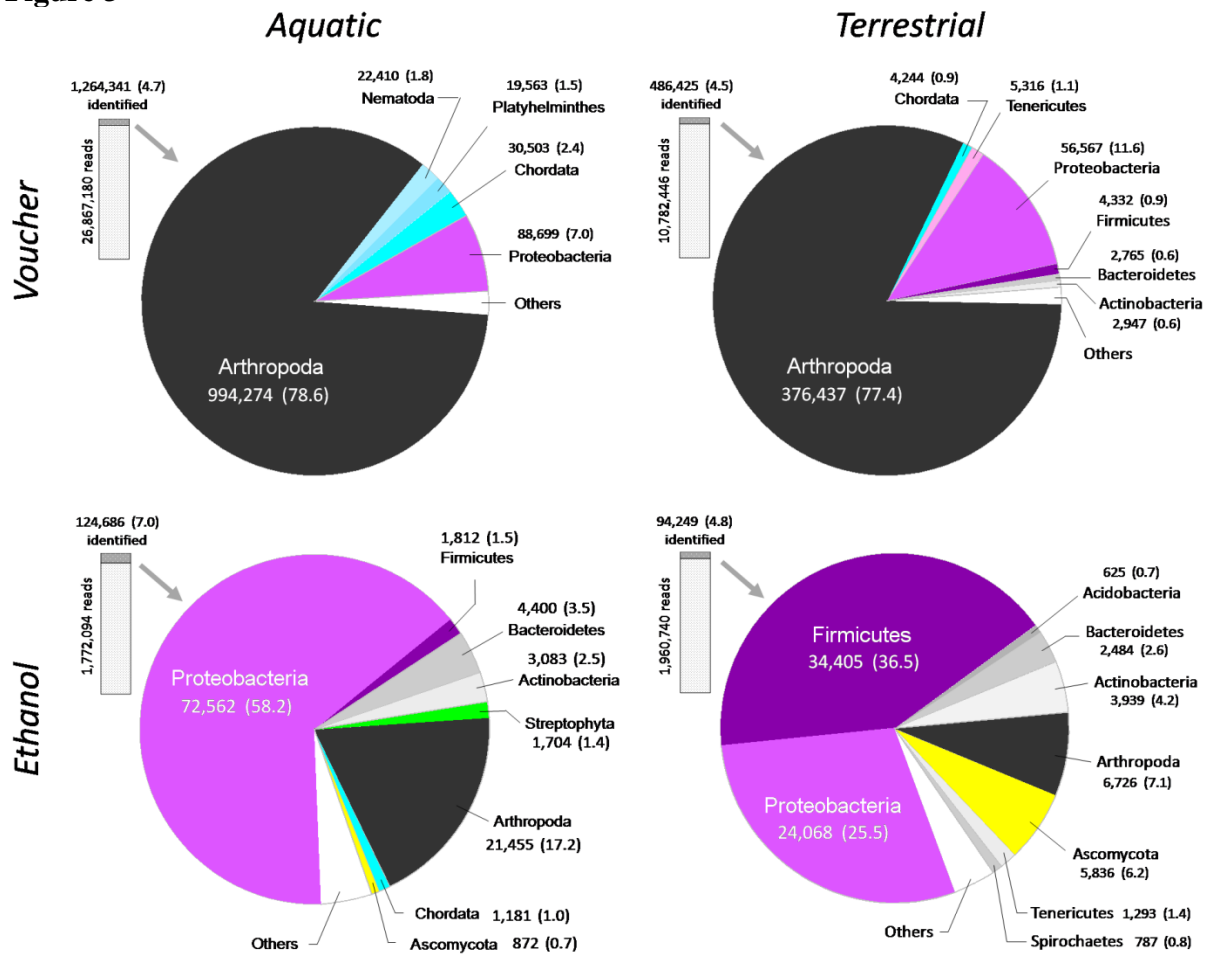 Figure 3
Aquatic
Terrestrial
Voucher
1,264,341 (4.7)
identified
26,867,180 reads
22,410 (1.8)
Nematoda
19,563 (1.5)
Platyhelminthes
30,503 (2.4)
Chordata
88,699 (7.0)
Proteobacteria
Others
Arthropoda
994,274 (78.6)
486,425 (4.5)
identified
10,782,446 reads
4,244 (0.9)
Chordata
5,316 (1.1)
Tenericutes
56,567 (11.6)
Proteobacteria
4,332 (0.9)
Firmicutes
2,765 (0.6)
Bacteroidetes
Actinobacteria
2,947 (0.6)
Others
Arthropoda
376,437 (77.4)
Ethanol
124,686 (7.0)
identified
1,772,094 reads
1,812 (1.5)
Firmicutes
4,400 (3.5)
Bacteroidetes
3,083 (2.5)
Actinobacteria
Streptophyta
1,704 (1.4)
Proteobacteria
72,562 (58.2)
Arthropoda
21,455 (17.2)
Chordata 1,181 (1.0)
Others
Ascomycota 872 (0.7)
94,249 (4.8)
identified
1,960,740 reads
625 (0.7)
Acidobacteria
Bacteroidetes
2,484 (2.6)
Actinobacteria
3,939 (4.2)
Firmicutes
34,405 (36.5)
Arthropoda
6,726 (7.1)
Proteobacteria
24,068 (25.5)
Ascomycota
5,836 (6.2)
Tenericutes 1,293 (1.4)
Others
Spirochaetes 787 (0.8)